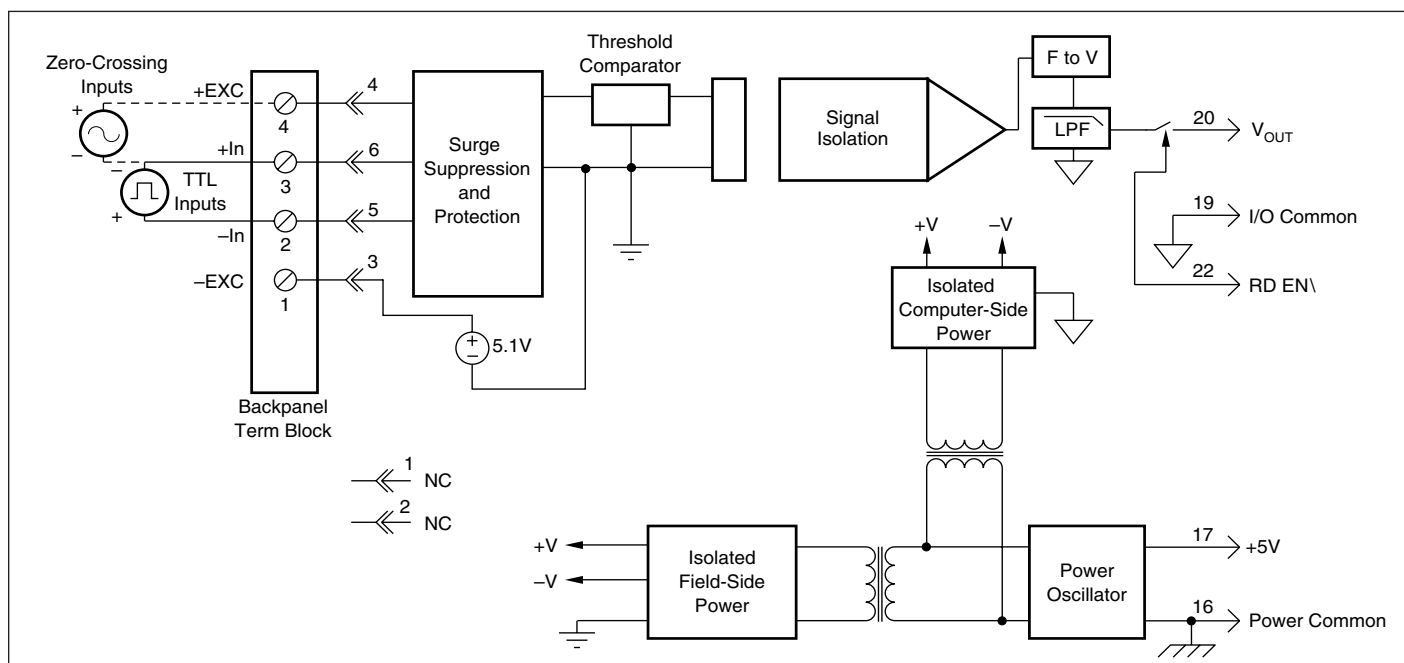 Zero-Crossing
Inputs
+EXC
+
–
4
4
+In
–
3
6
TTL
Inputs
+
–In
2
5
–EXC
1
3
Backpanel
Term Block
Surge
Suppression
and
Protection
Threshold
Comparator
+
–
5.1V
Signal
Isolation
F to V
LPF
20
VOUT
19
I/O Common
22
RD EN\
+V
–V
Isolated
Computer-Side
Power
1
NC
2
NC
+V
–V
Isolated
Field-Side
Power
Power
Oscillator
17
+5V
16
Power Common